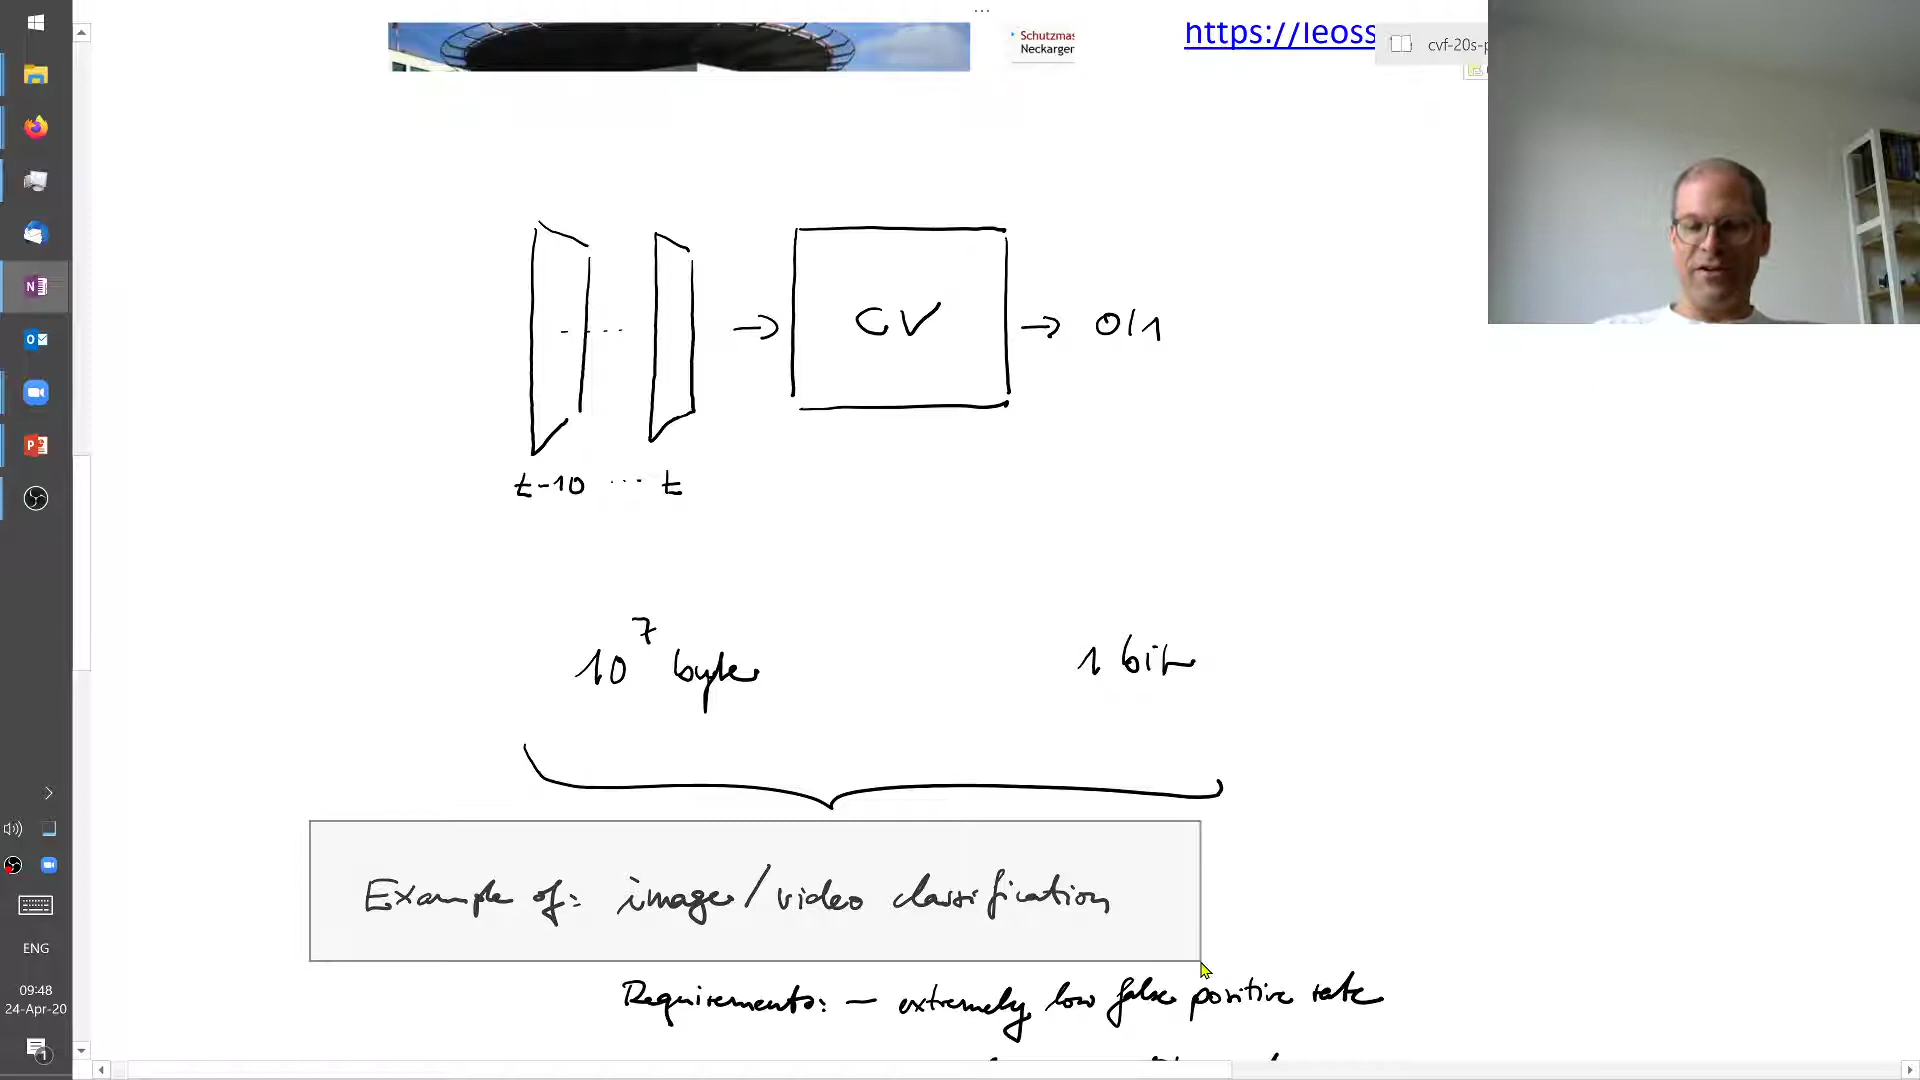 Schutzmas
Neckarger
https://leoss
cvf-20s-p
CV
0/1
t-10 ... t
10^7 byte
1 bit
Example of: image/video classification
Requirements: — extremely low false positive rate
ENG
09:48
24-Apr-20
1